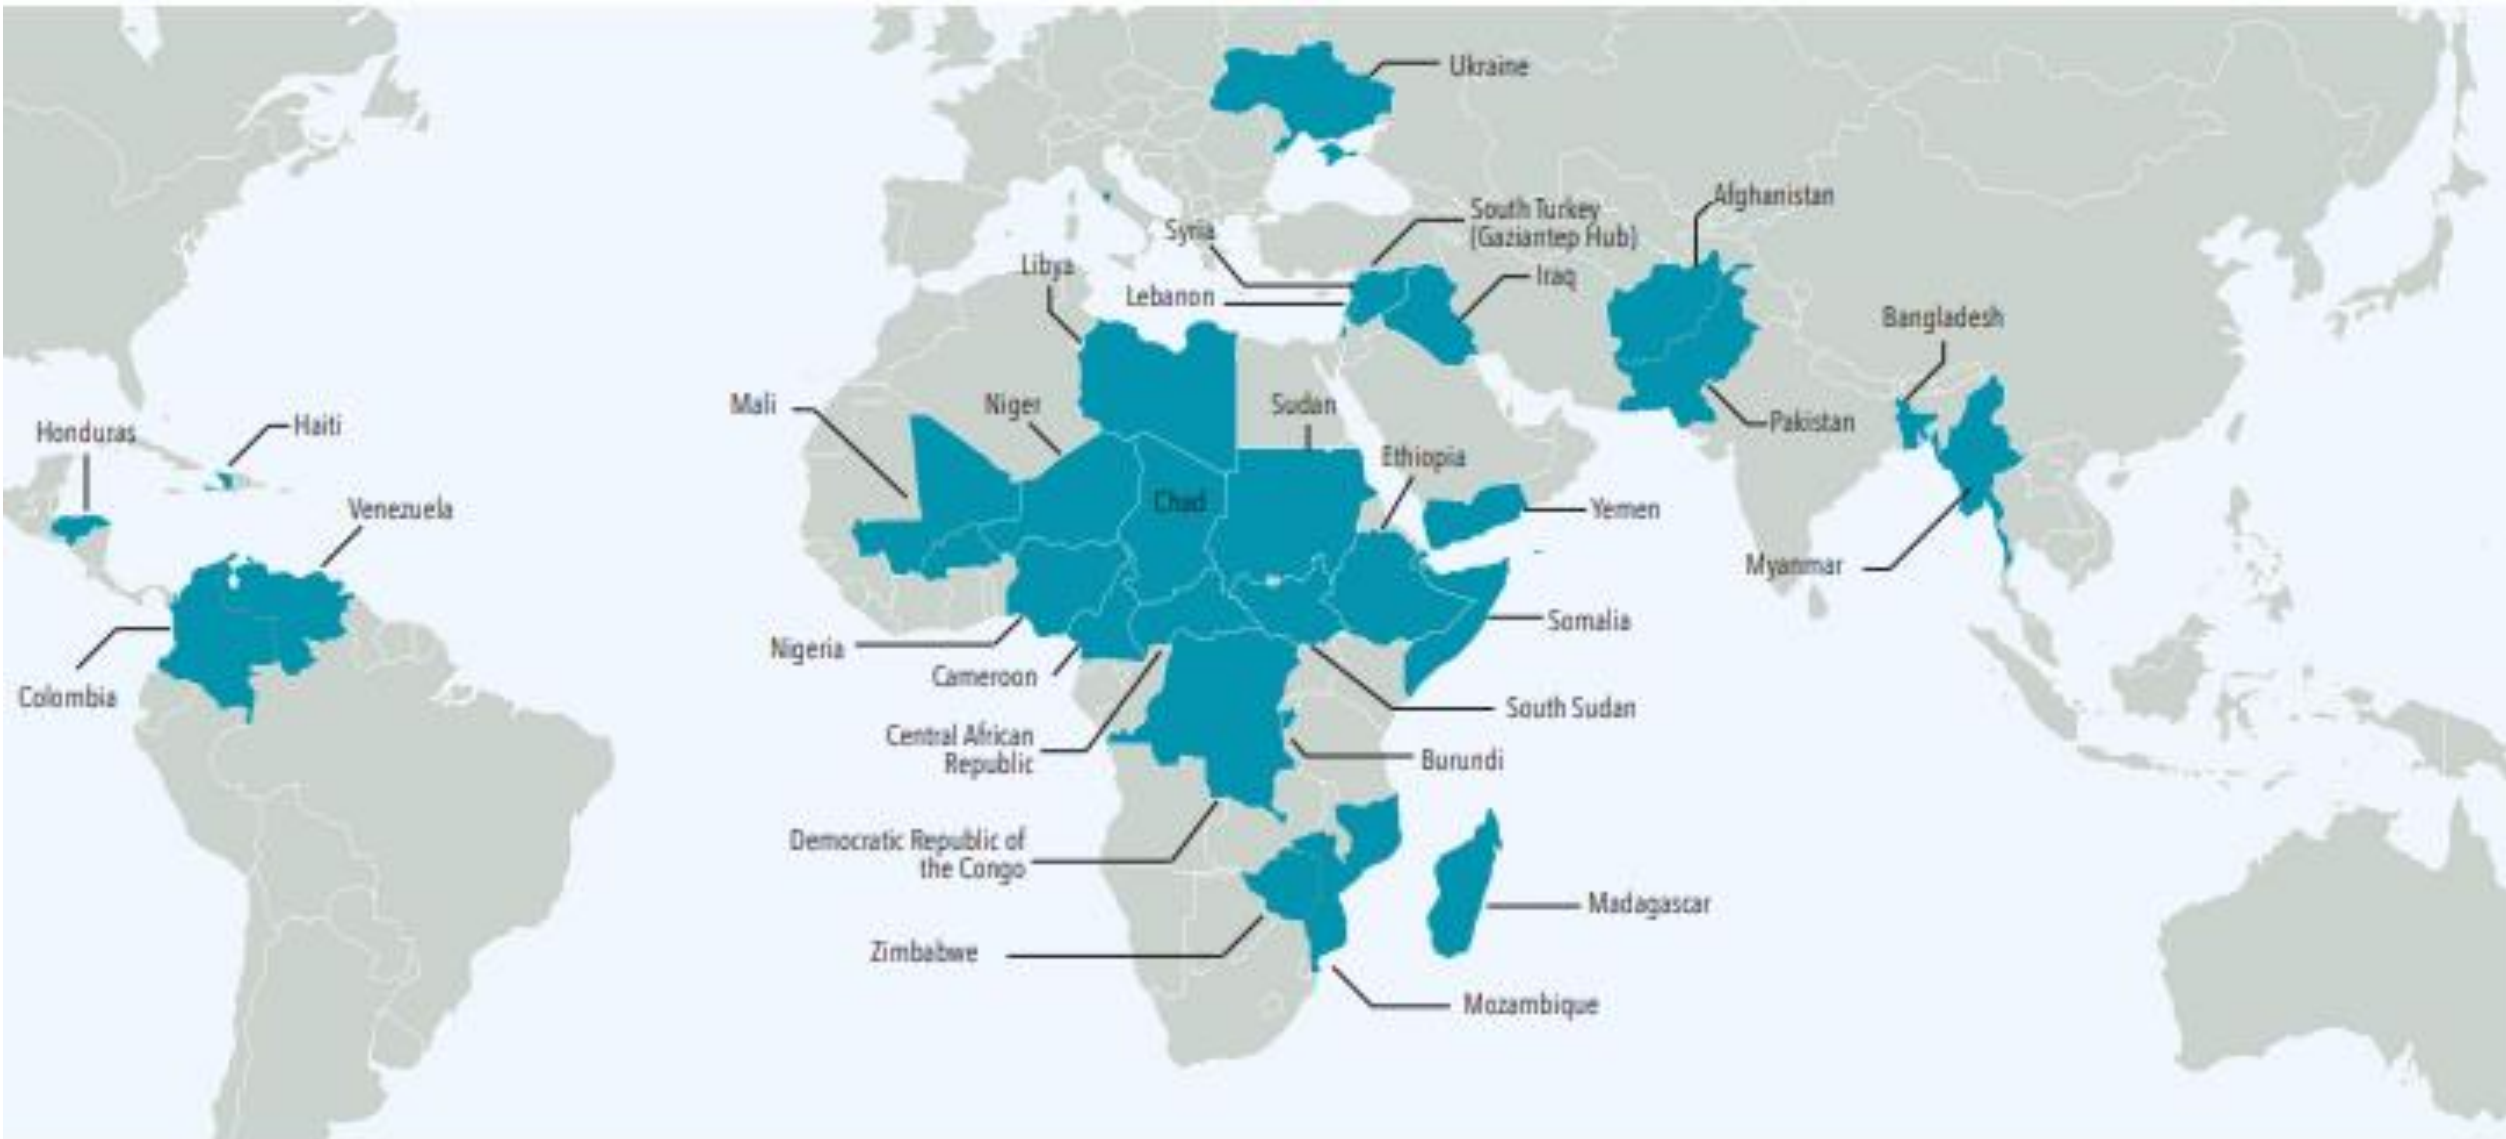 Ukraine
Afghanistan
South Turkey
(Gaziantep Hub)
Syria
Libya
Iraq
Lebanon
Bangladesh
Mali
Niger
Sudan
Pakistan
Honduras
Haiti
Ethiopia
Chad
Venezuela
Yemen
Myanmar
Somalia
Nigeria
Cameroon
Colombia
South Sudan
Central African
Republic
Burundi
Democratic Republic of
the Congo
Madagascar
Zimbabwe
Mozambique